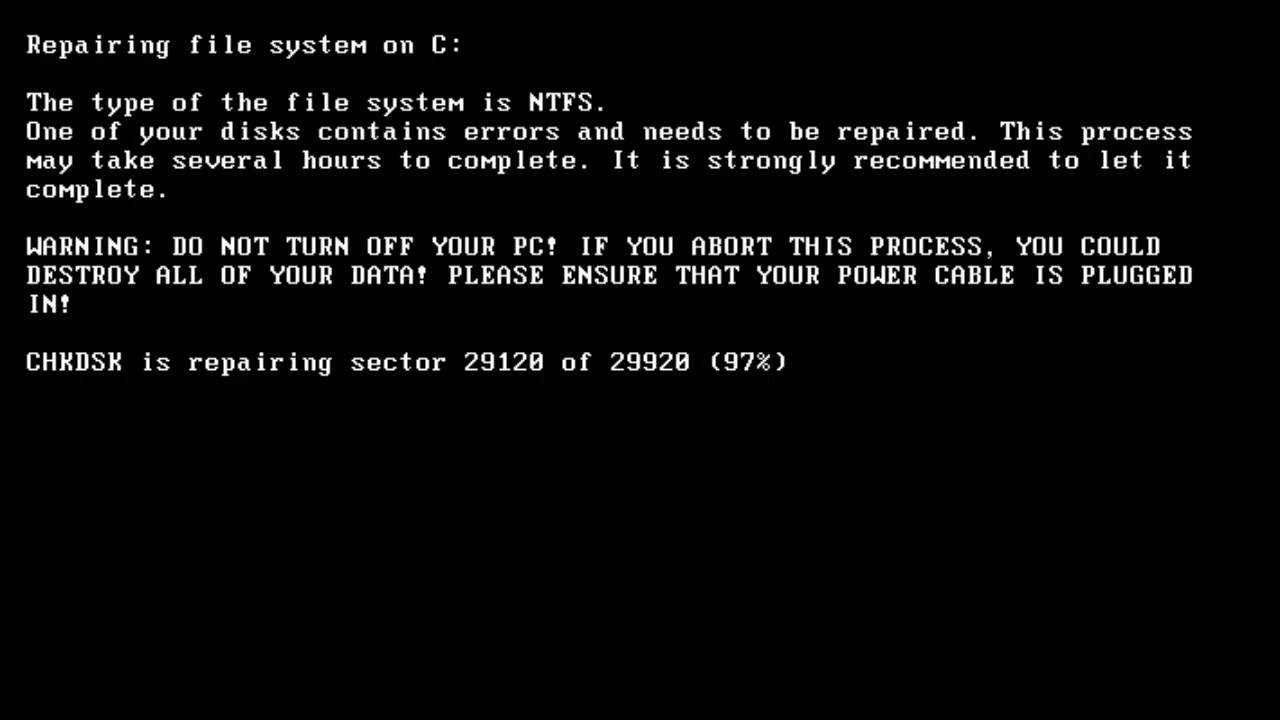 Repairing file system on C:
The type of the file system is NTFS.
One of your disks contains errors and needs to be repaired. This process
may take several hours to complete. It is strongly recommended to let it
complete.
WARNING: DO NOT TURN OFF YOUR PC! IF YOU ABORT THIS PROCESS, YOU COULD
DESTROY ALL OF YOUR DATA! PLEASE ENSURE THAT YOUR POWER CABLE IS PLUGGED
IN!
CHKDSK is repairing sector 29120 of 29920 (97%)